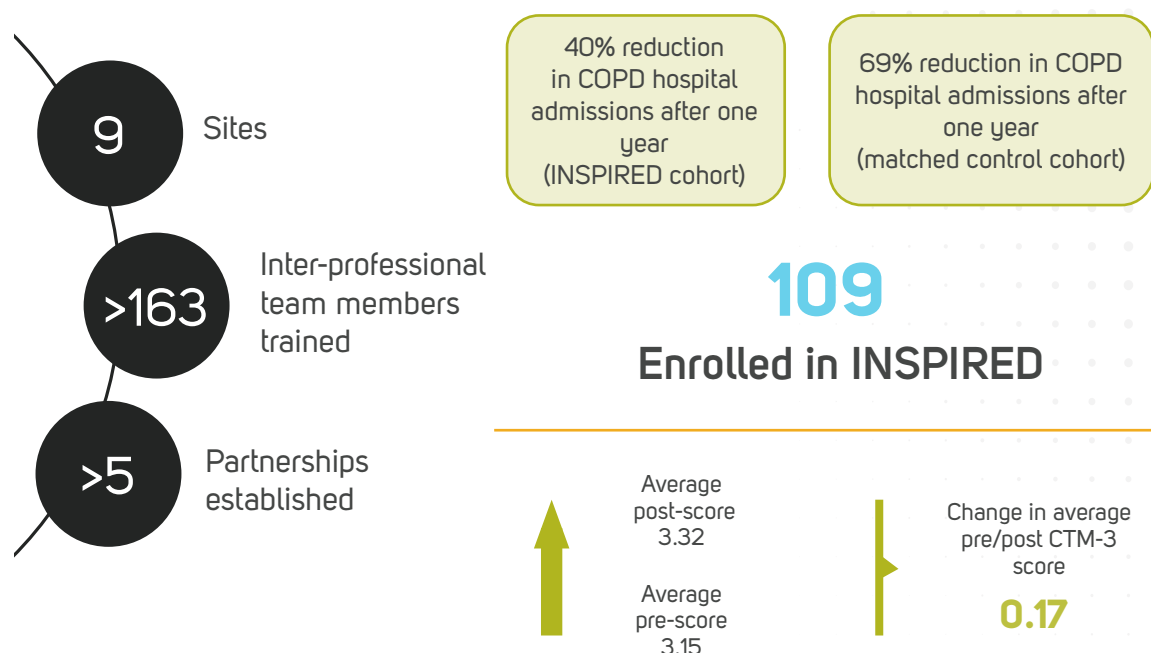 9
Sites
>163
Inter-professional
team members
trained
>5
Partnerships
established
40% reduction
in COPD hospital
admissions after one
year
(INSPIRED cohort)
69% reduction in COPD
hospital admissions after
one year
(matched control cohort)
109
Enrolled in INSPIRED
Average
post-score
3.32
Average
pre-score
3.15
Change in average
pre/post CTM-3
score
0.17